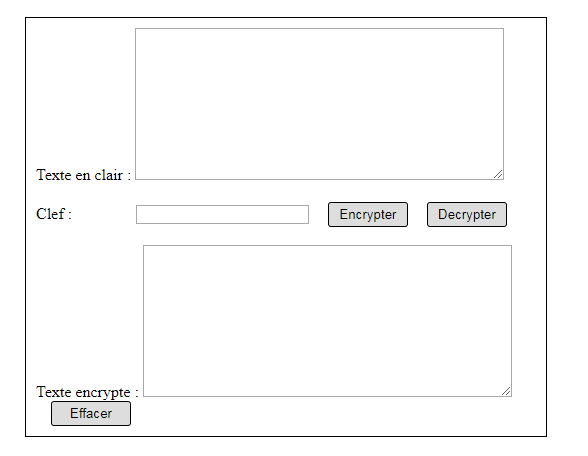 Texte en clair :
Clef : Encrypter Decrypter
Texte encrypte :
Effacer